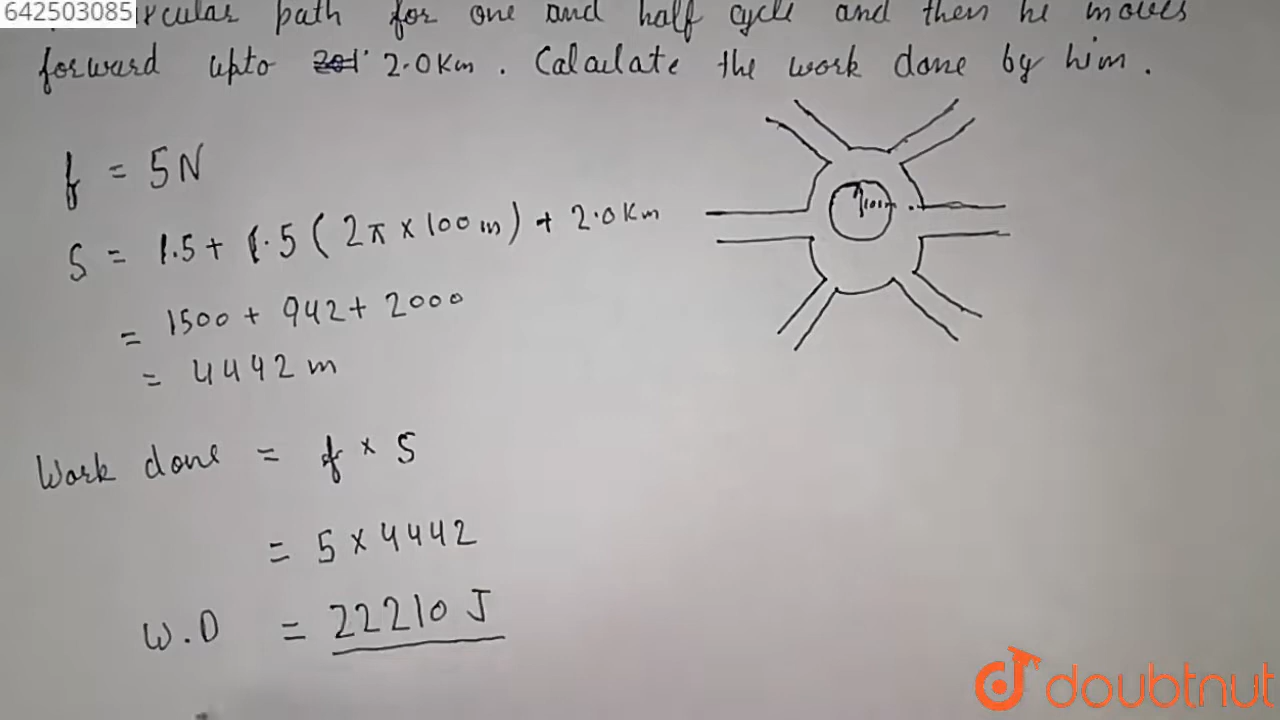 642503085
circular path for one and half cycle and then he moves
forward upto 2.0 Km . Calculate the work done by him .
f = 5N
S = 1.5 + 1.5 ( 2π × 100 m ) + 2.0 Km
= 1500 + 942 + 2000
= 4442 m
100m
Work done = f × S
= 5 × 4442
W.D = 22210 J
doubtnut